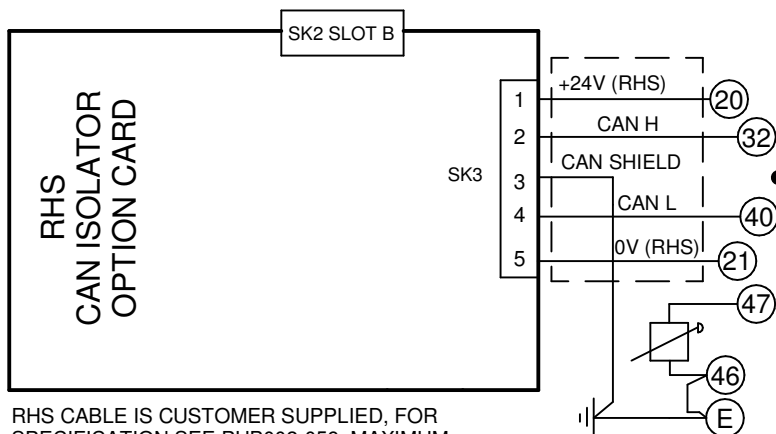 SK2 SLOT B
RHS
CAN ISOLATOR
OPTION CARD
SK3
1
+24V (RHS)
20
2
CAN H
32
3
CAN SHIELD
4
CAN L
40
5
0V (RHS)
21
47
46
E
RHS CABLE IS CUSTOMER SUPPLIED, FOR